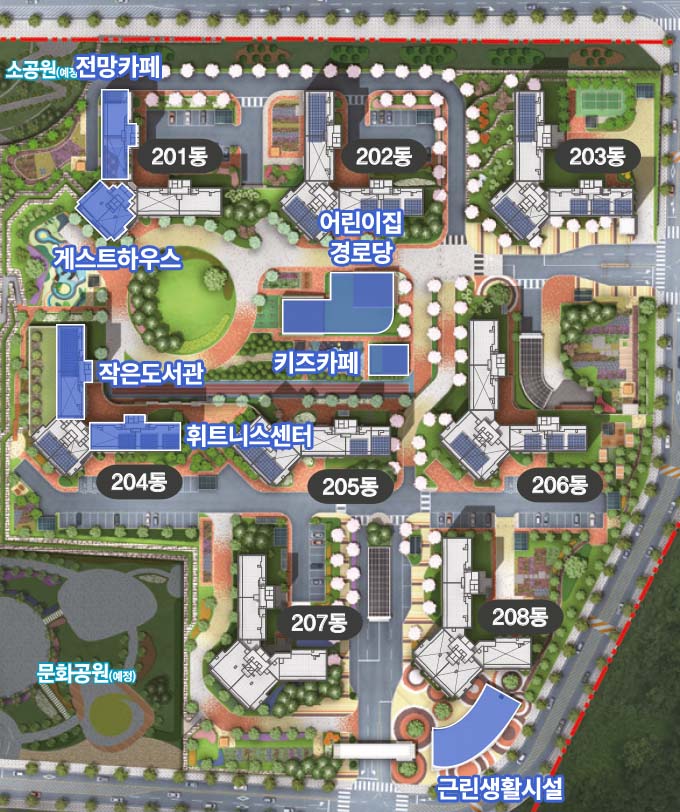 소공원(예정)
전망카페
201동
202동
203동
어린이집
경로당
게스트하우스
키즈카페
작은도서관
휘트니스센터
204동
205동
206동
207동
208동
문화공원(예정)
근린생활시설